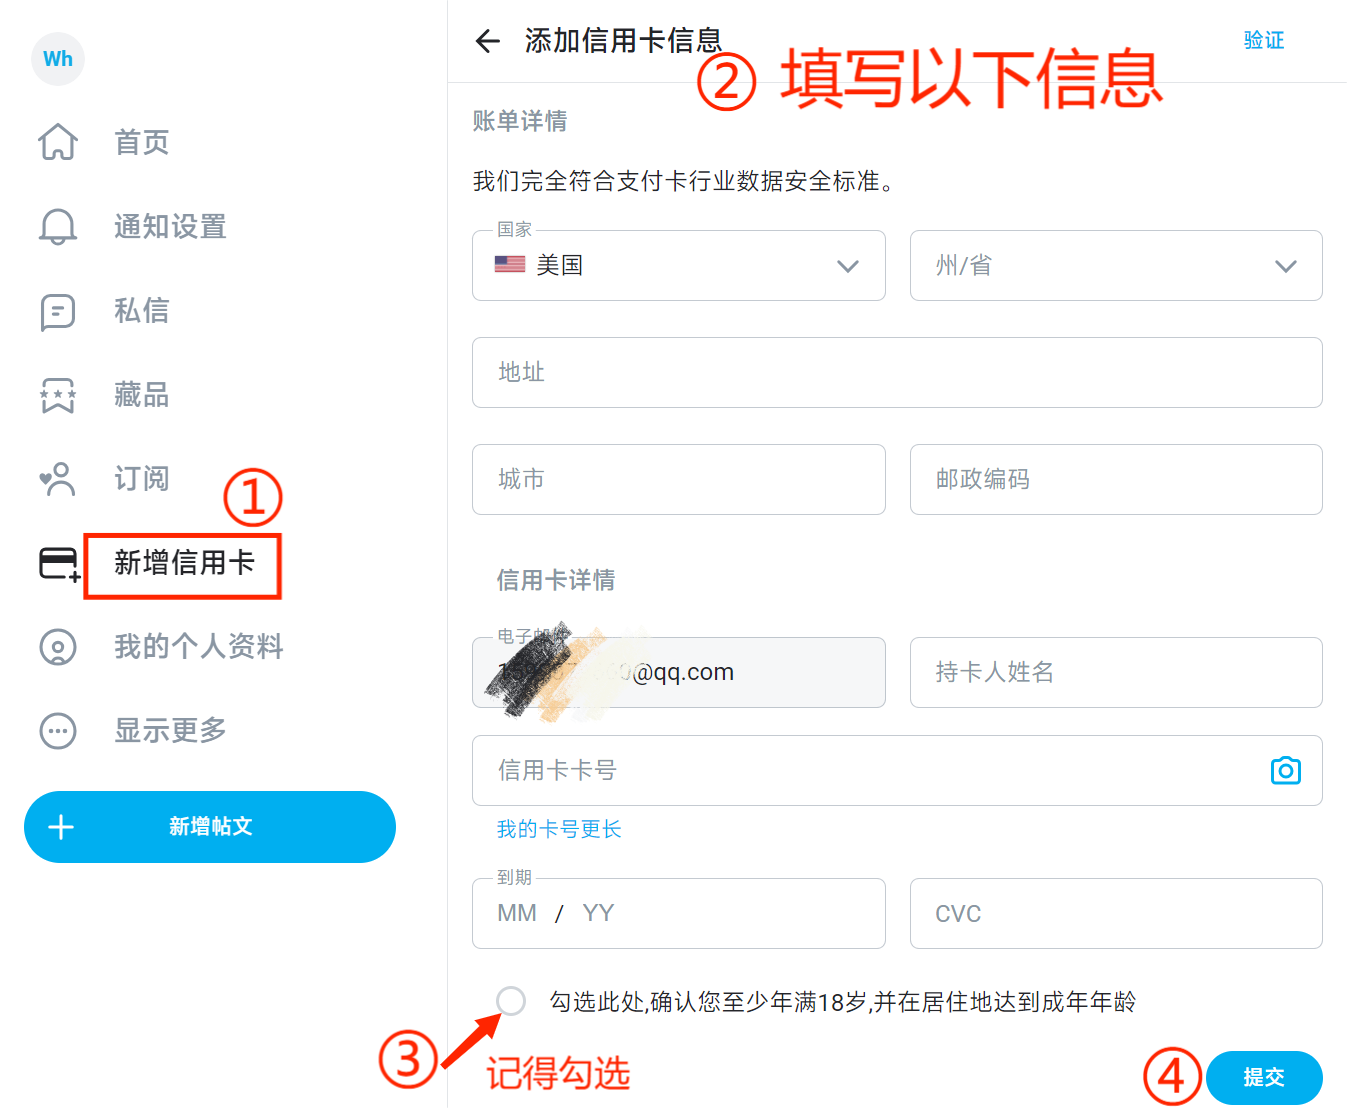 Wh
首页
通知设置
私信
藏品
订阅
①
新增信用卡
我的个人资料
显示更多
新增帖文
添加信用卡信息
验证
② 填写以下信息
账单详情
我们完全符合支付卡行业数据安全标准。
国家
美国
州/省
地址
城市
邮政编码
信用卡详情
电子
@qq.com
持卡人姓名
信用卡卡号
我的卡号更长
到期
MM / YY
CVC
勾选此处,确认您至少年满18岁,并在居住地达到成年年龄
③ 记得勾选
④ 提交